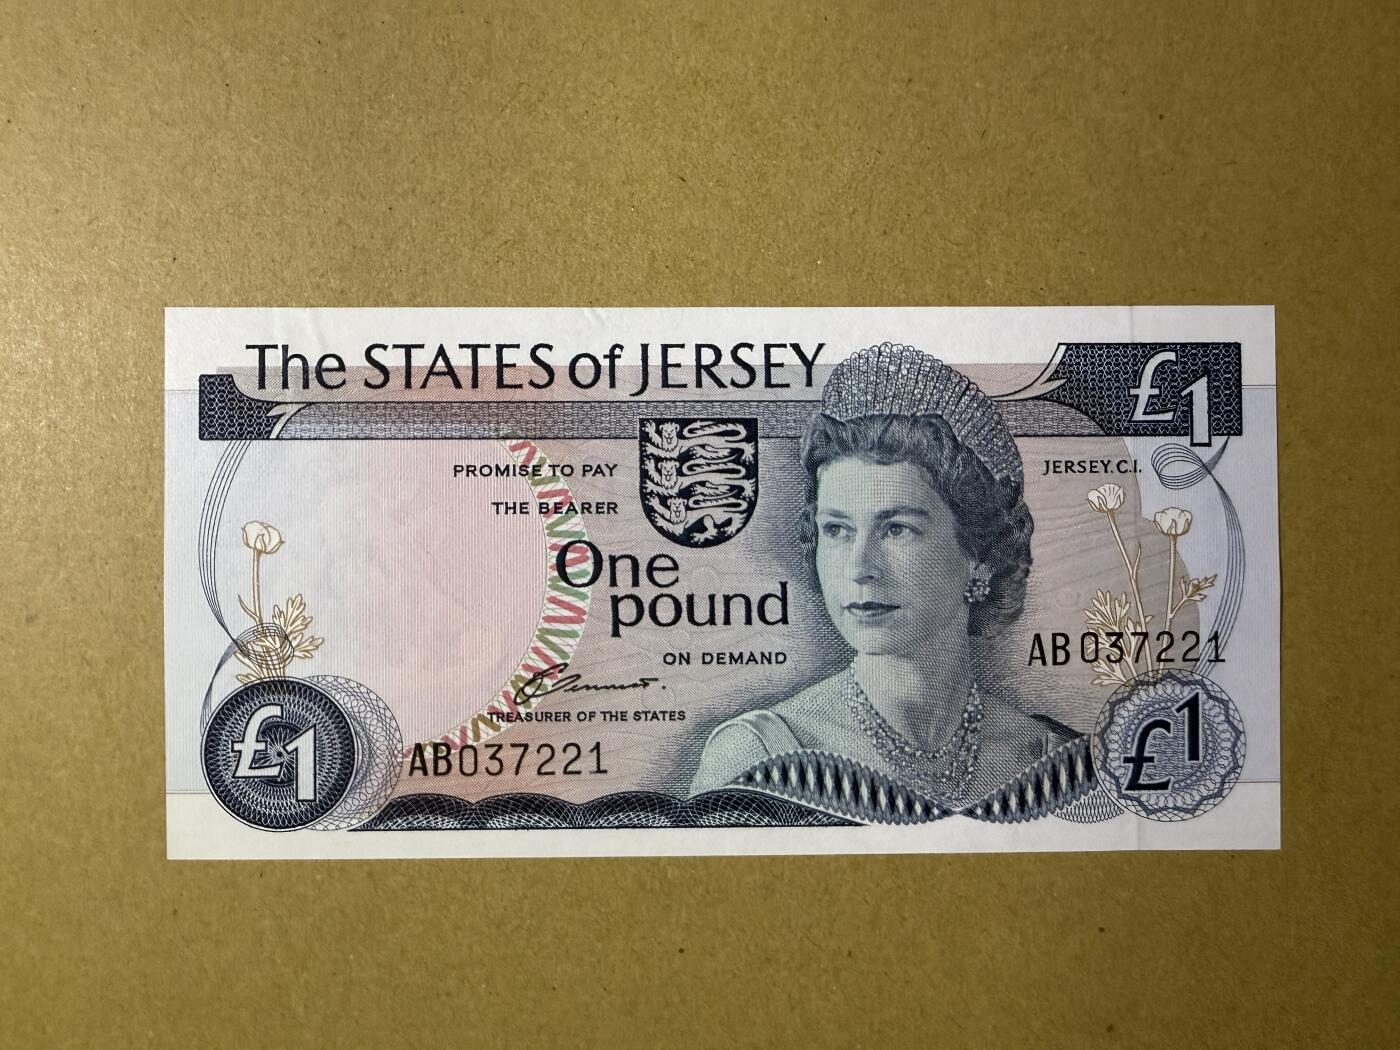 The STATES of JERSEY
£1
PROMISE TO PAY
THE BEARER
JERSEY.C.I.
One
pound
ON DEMAND
AB037221
TREASURER OF THE STATES
£1
AB037221
£1